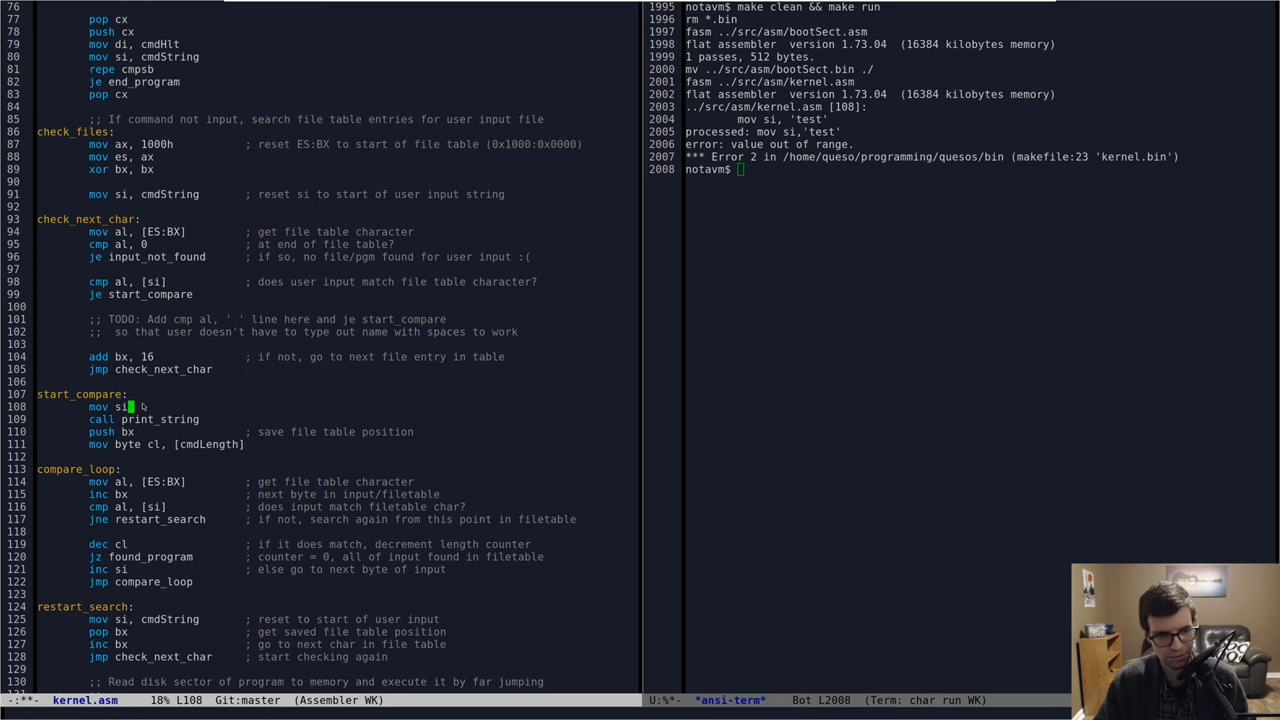 76
77 pop cx
78 push cx
79 mov di, cmdHlt
80 mov si, cmdString
81 repe cmpsb
82 je end_program
83 pop cx
84
85 ;; If command not input, search file table entries for user input file
86 check_files:
87 mov ax, 1000h ; reset ES:BX to start of file table (0x1000:0x0000)
88 mov es, ax
89 xor bx, bx
90
91 mov si, cmdString ; reset si to start of user input string
92
93 check_next_char:
94 mov al, [ES:BX] ; get file table character
95 cmp al, 0 ; at end of file table?
96 je input_not_found ; if so, no file/pgm found for user input :(
97
98 cmp al, [si] ; does user input match file table character?
99 je start_compare
100
101 ;; TODO: Add cmp al, ' ' line here and je start_compare
102 ;;  so that user doesn't have to type out name with spaces to work
103
104 add bx, 16 ; if not, go to next file entry in table
105 jmp check_next_char
106
107 start_compare:
108 mov si
109 call print_string
110 push bx ; save file table position
111 mov byte cl, [cmdLength]
112
113 compare_loop:
114 mov al, [ES:BX] ; get file table character
115 inc bx ; next byte in input/filetable
116 cmp al, [si] ; does input match filetable char?
117 jne restart_search ; if not, search again from this point in filetable
118
119 dec cl ; if it does match, decrement length counter
120 jz found_program ; counter = 0, all of input found in filetable
121 inc si ; else go to next byte of input
122 jmp compare_loop
123
124 restart_search:
125 mov si, cmdString ; reset to start of user input
126 pop bx ; get saved file table position
127 inc bx ; go to next char in file table
128 jmp check_next_char ; start checking again
129
130 ;; Read disk sector of program to memory and execute it by far jumping
-:**- kernel.asm 18% L108 Git:master (Assembler WK)
1995 notavm$ make clean && make run
1996 rm *.bin
1997 fasm ../src/asm/bootSect.asm
1998 flat assembler  version 1.73.04  (16384 kilobytes memory)
1999 1 passes, 512 bytes.
2000 mv ../src/asm/bootSect.bin ./
2001 fasm ../src/asm/kernel.asm
2002 flat assembler  version 1.73.04  (16384 kilobytes memory)
2003 ../src/asm/kernel.asm [108]:
2004 mov si, 'test'
2005 processed: mov si,'test'
2006 error: value out of range.
2007 *** Error 2 in /home/queso/programming/quesos/bin (makefile:23 'kernel.bin')
2008 notavm$
U:%*- *ansi-term* Bot L2008 (Term: char run WK)